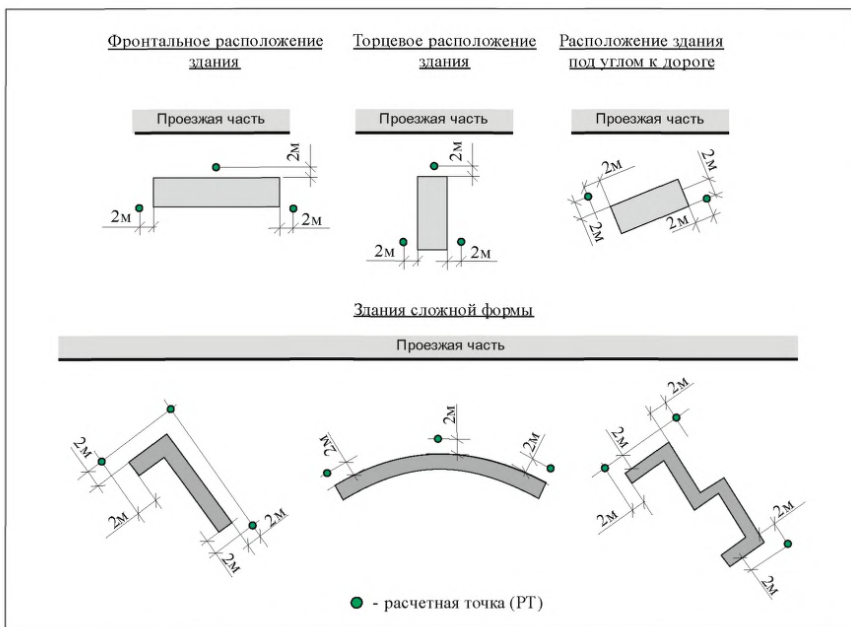 Фронтальное расположение
здания
Торцевое расположение
здания
Расположение здания
под углом к дороге
Проезжая часть
Проезжая часть
Проезжая часть
2м
2м
2м
2м
2м
2м
2м
2м
2м
2м
Здания сложной формы
Проезжая часть
2м
2м
2м
2м
2м
2м
2м
2м
2м
2м
2м
2м
- расчетная точка (РТ)